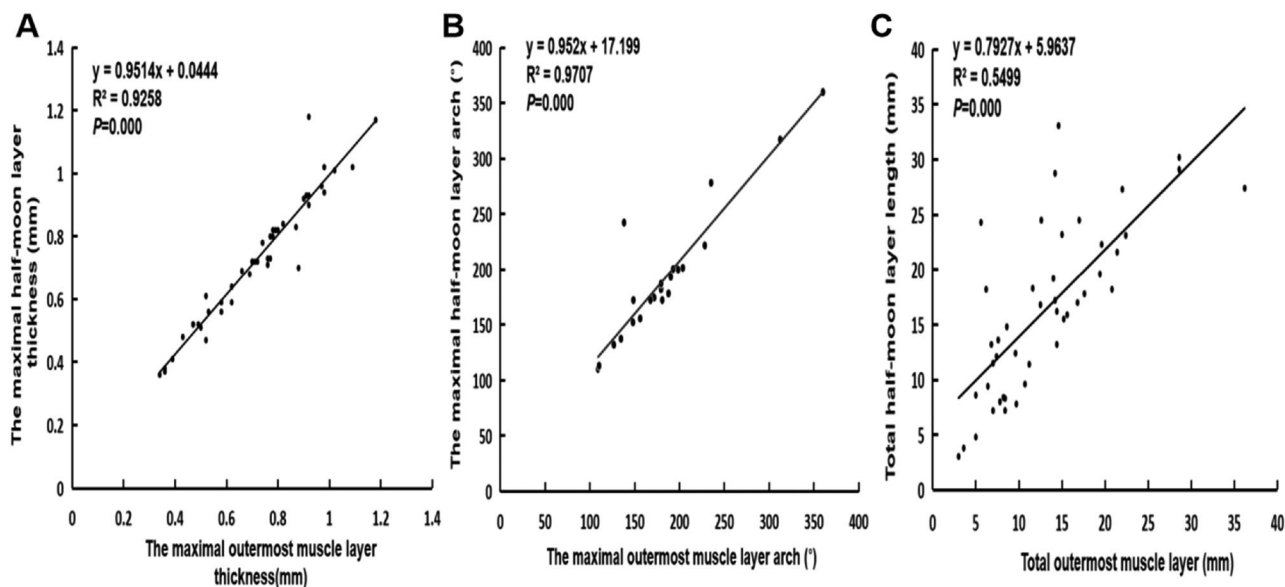 A
The maximal half-moon layer
thickness (mm)
y = 0.9514x + 0.0444
R² = 0.9258
P=0.000
1.4
1.2
1
0.8
0.6
0.4
0.2
0
0 0.2 0.4 0.6 0.8 1 1.2 1.4
The maximal outermost muscle layer
thickness(mm)
B
The maximal half-moon layer arch (°)
y = 0.952x + 17.199
R² = 0.9707
P=0.000
400
350
300
250
200
150
100
50
0
0 50 100 150 200 250 300 350 400
The maximal outermost muscle layer arch (°)
C
Total half-moon layer length (mm)
y = 0.7927x + 5.9637
R² = 0.5499
P=0.000
40
35
30
25
20
15
10
5
0
0 5 10 15 20 25 30 35 40
Total outermost muscle layer (mm)